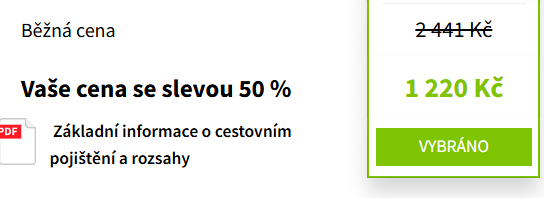 Běžná cena 2 441 Kč
Vaše cena se slevou 50 % 1 220 Kč
PDF Základní informace o cestovním
pojištění a rozsahy
VYBRÁNO